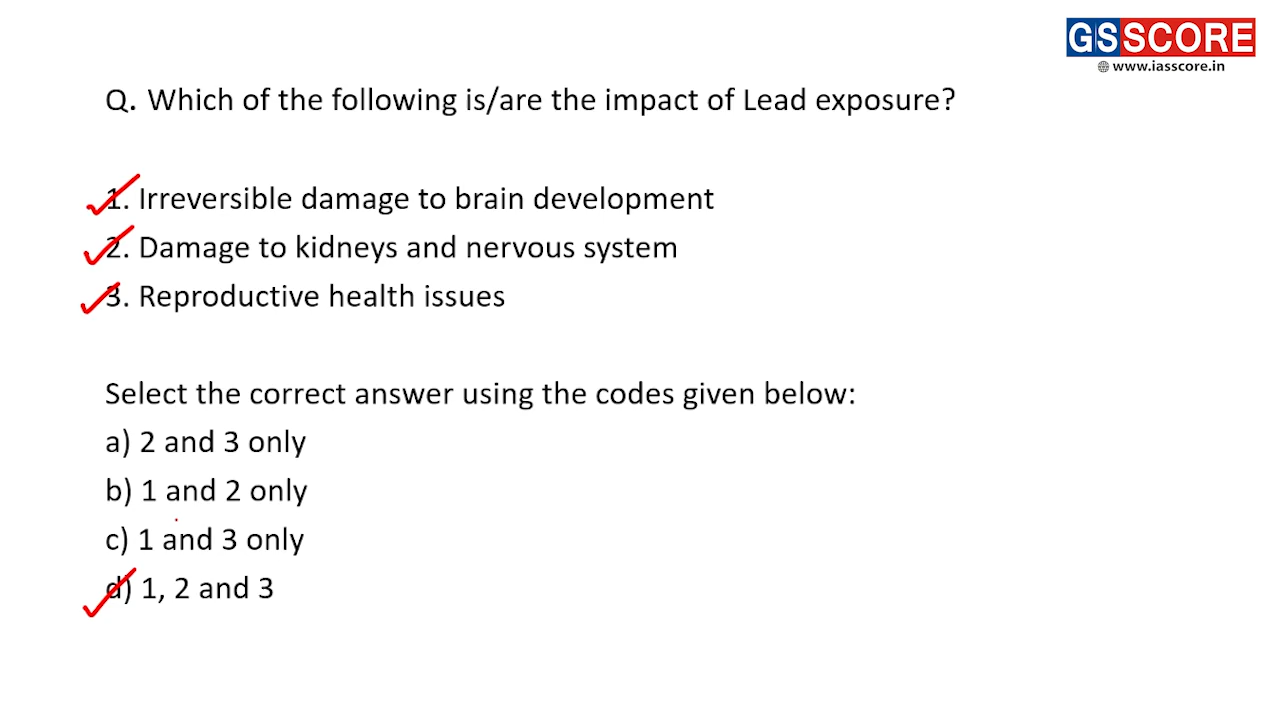 GSSCORE
www.iasscore.in
Q. Which of the following is/are the impact of Lead exposure?
1. Irreversible damage to brain development
2. Damage to kidneys and nervous system
3. Reproductive health issues
Select the correct answer using the codes given below:
a) 2 and 3 only
b) 1 and 2 only
c) 1 and 3 only
d) 1, 2 and 3